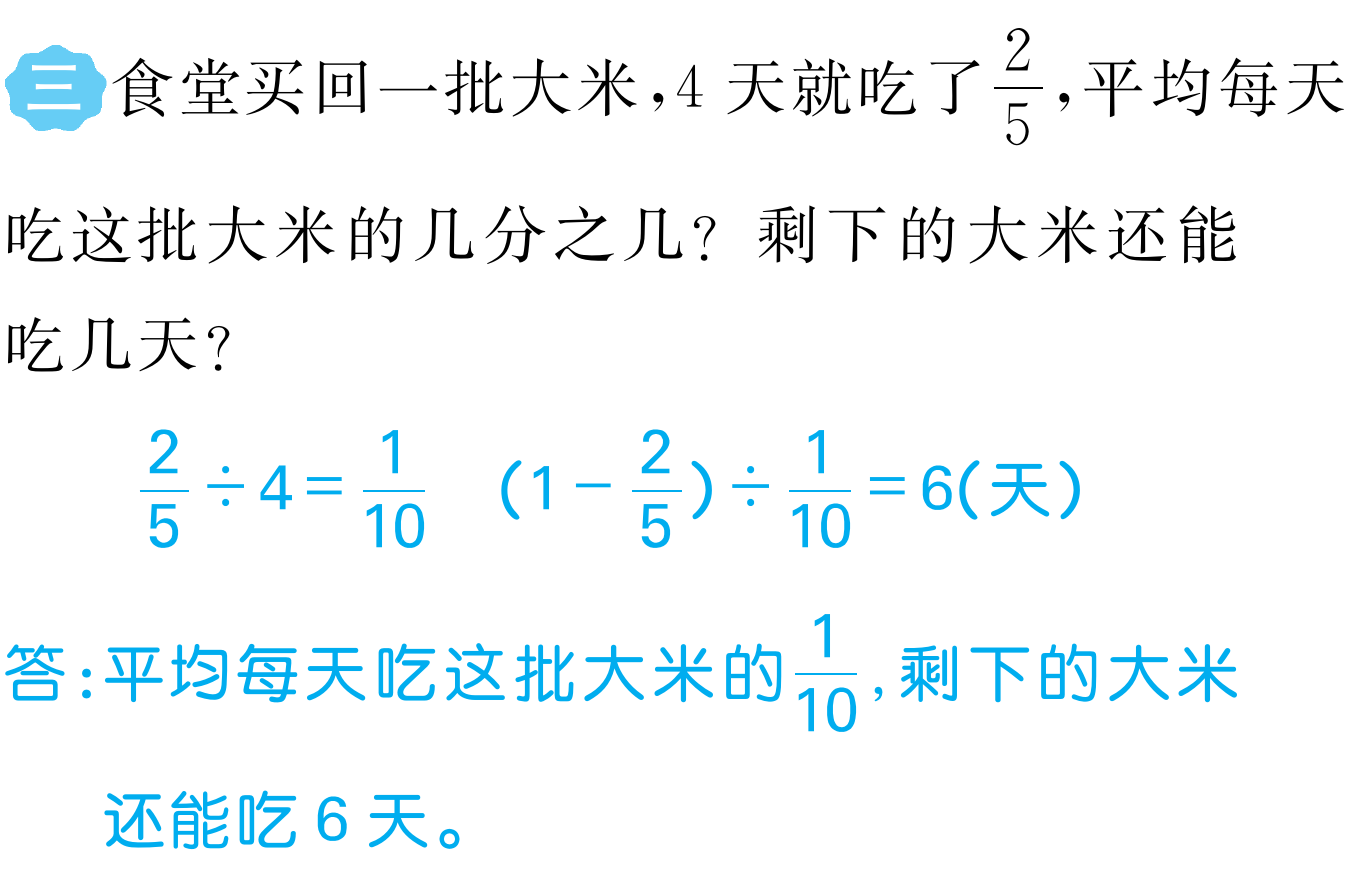 三 食堂买回一批大米,4 天就吃了2/5,平均每天
吃这批大米的几分之几? 剩下的大米还能
吃几天?
2/5÷4=1/10 (1-2/5)÷1/10=6(天)
答:平均每天吃这批大米的1/10,剩下的大米
还能吃 6 天。